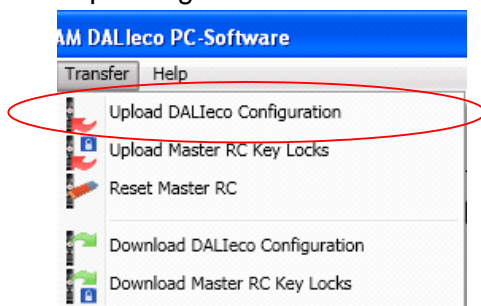 AM DALIeco PC-Software
Transfer Help
Upload DALIeco Configuration
Upload Master RC Key Locks
Reset Master RC
Download DALIeco Configuration
Download Master RC Key Locks